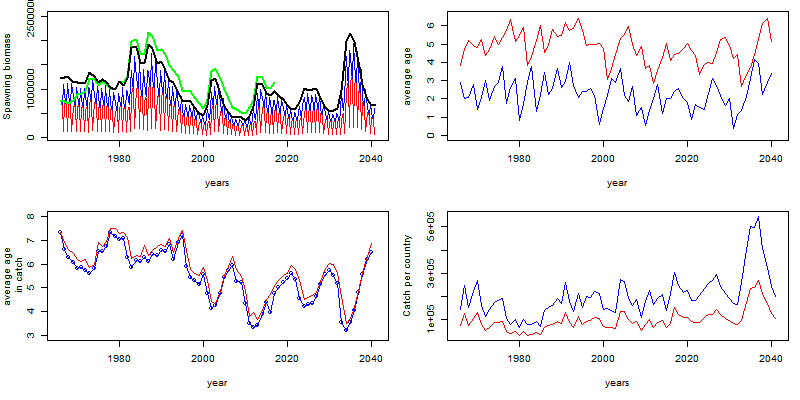 Spawning biomass
2500000
1000000
0
1980
2000
2020
2040
years
average age
6
5
4
3
2
1
0
1980
2000
2020
2040
year
average age
in catch
8
7
6
5
4
3
1980
2000
2020
2040
year
Catch per country
5e+05
3e+05
1e+05
1980
2000
2020
2040
years